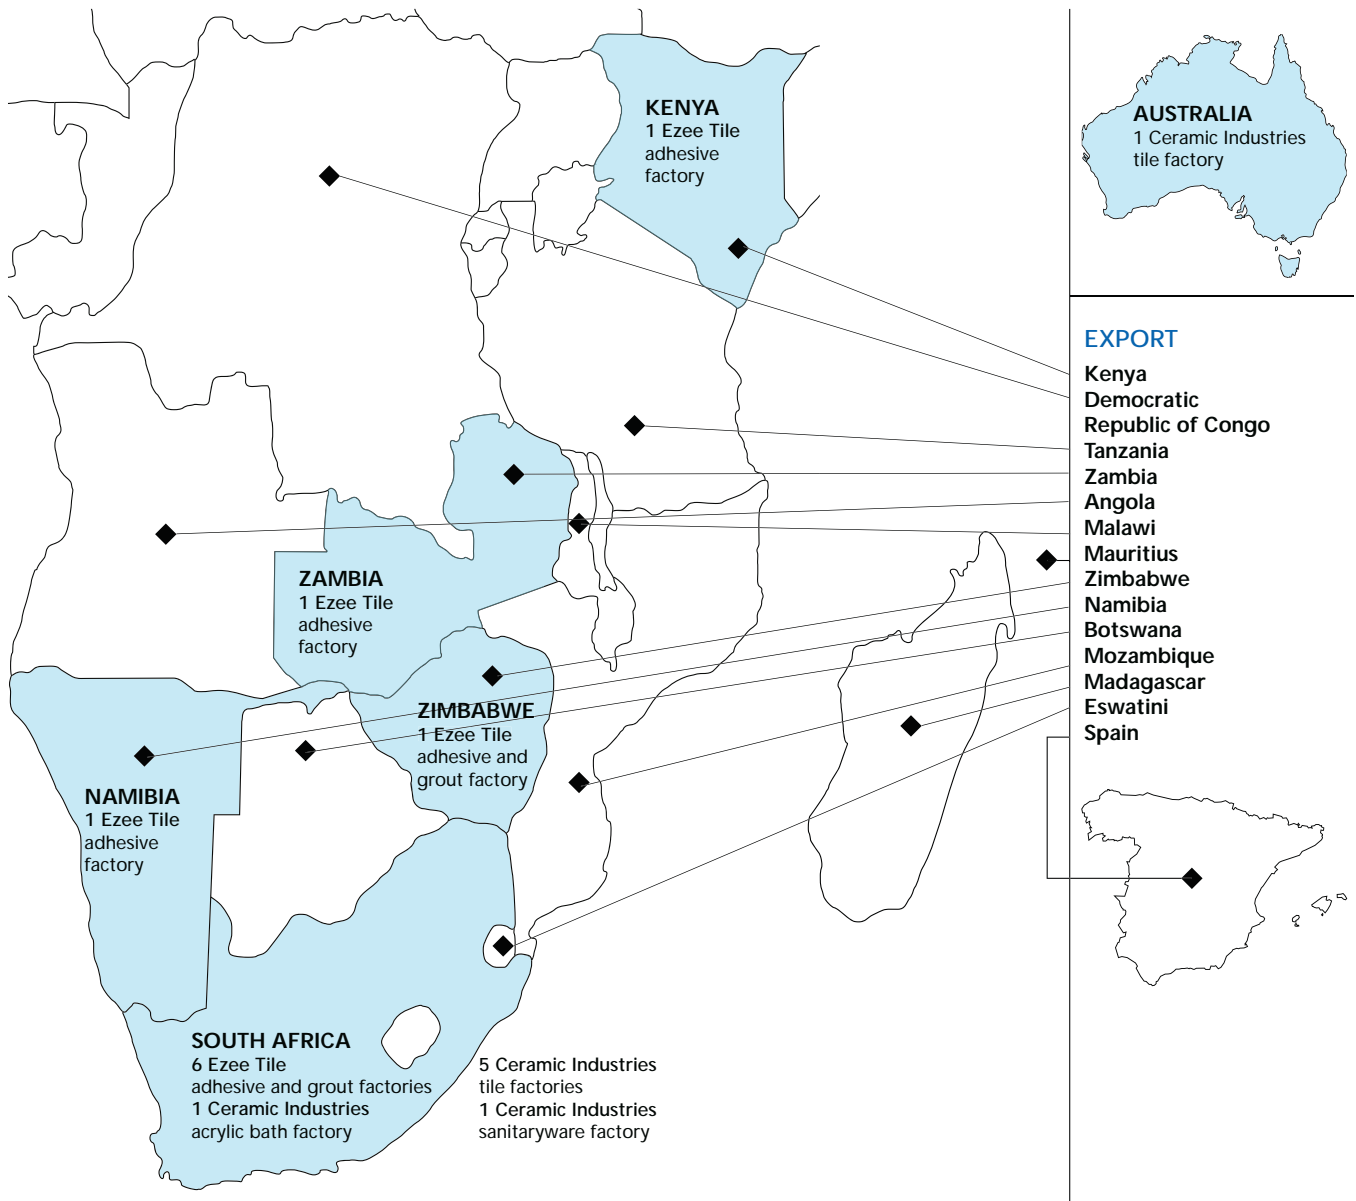 KENYA
1 Ezee Tile
adhesive
factory
AUSTRALIA
1 Ceramic Industries
tile factory
EXPORT
Kenya
Democratic
Republic of Congo
Tanzania
Zambia
Angola
Malawi
Mauritius
Zimbabwe
Namibia
Botswana
Mozambique
Madagascar
Eswatini
Spain
ZAMBIA
1 Ezee Tile
adhesive
factory
ZIMBABWE
1 Ezee Tile
adhesive and
grout factory
NAMIBIA
1 Ezee Tile
adhesive
factory
SOUTH AFRICA
6 Ezee Tile
adhesive and grout factories
1 Ceramic Industries
acrylic bath factory
5 Ceramic Industries
tile factories
1 Ceramic Industries
sanitaryware factory